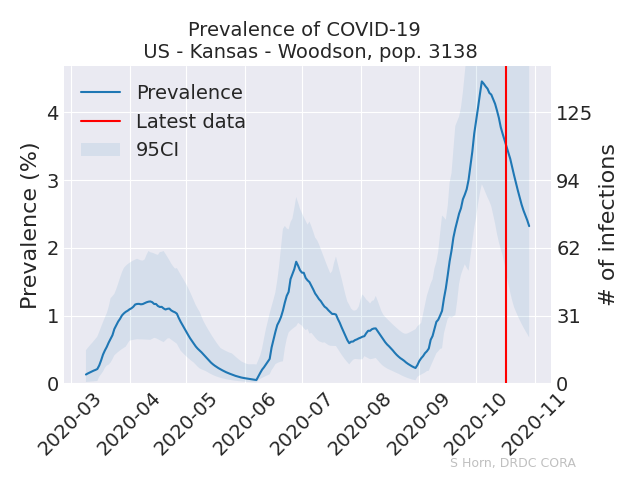 Prevalence of COVID-19
US - Kansas - Woodson, pop. 3138
Prevalence
Latest data
95CI
Prevalence (%)
4
3
2
1
0
# of infections
125
94
62
31
0
2020-03
2020-04
2020-05
2020-06
2020-07
2020-08
2020-09
2020-10
2020-11
S Horn, DRDC CORA